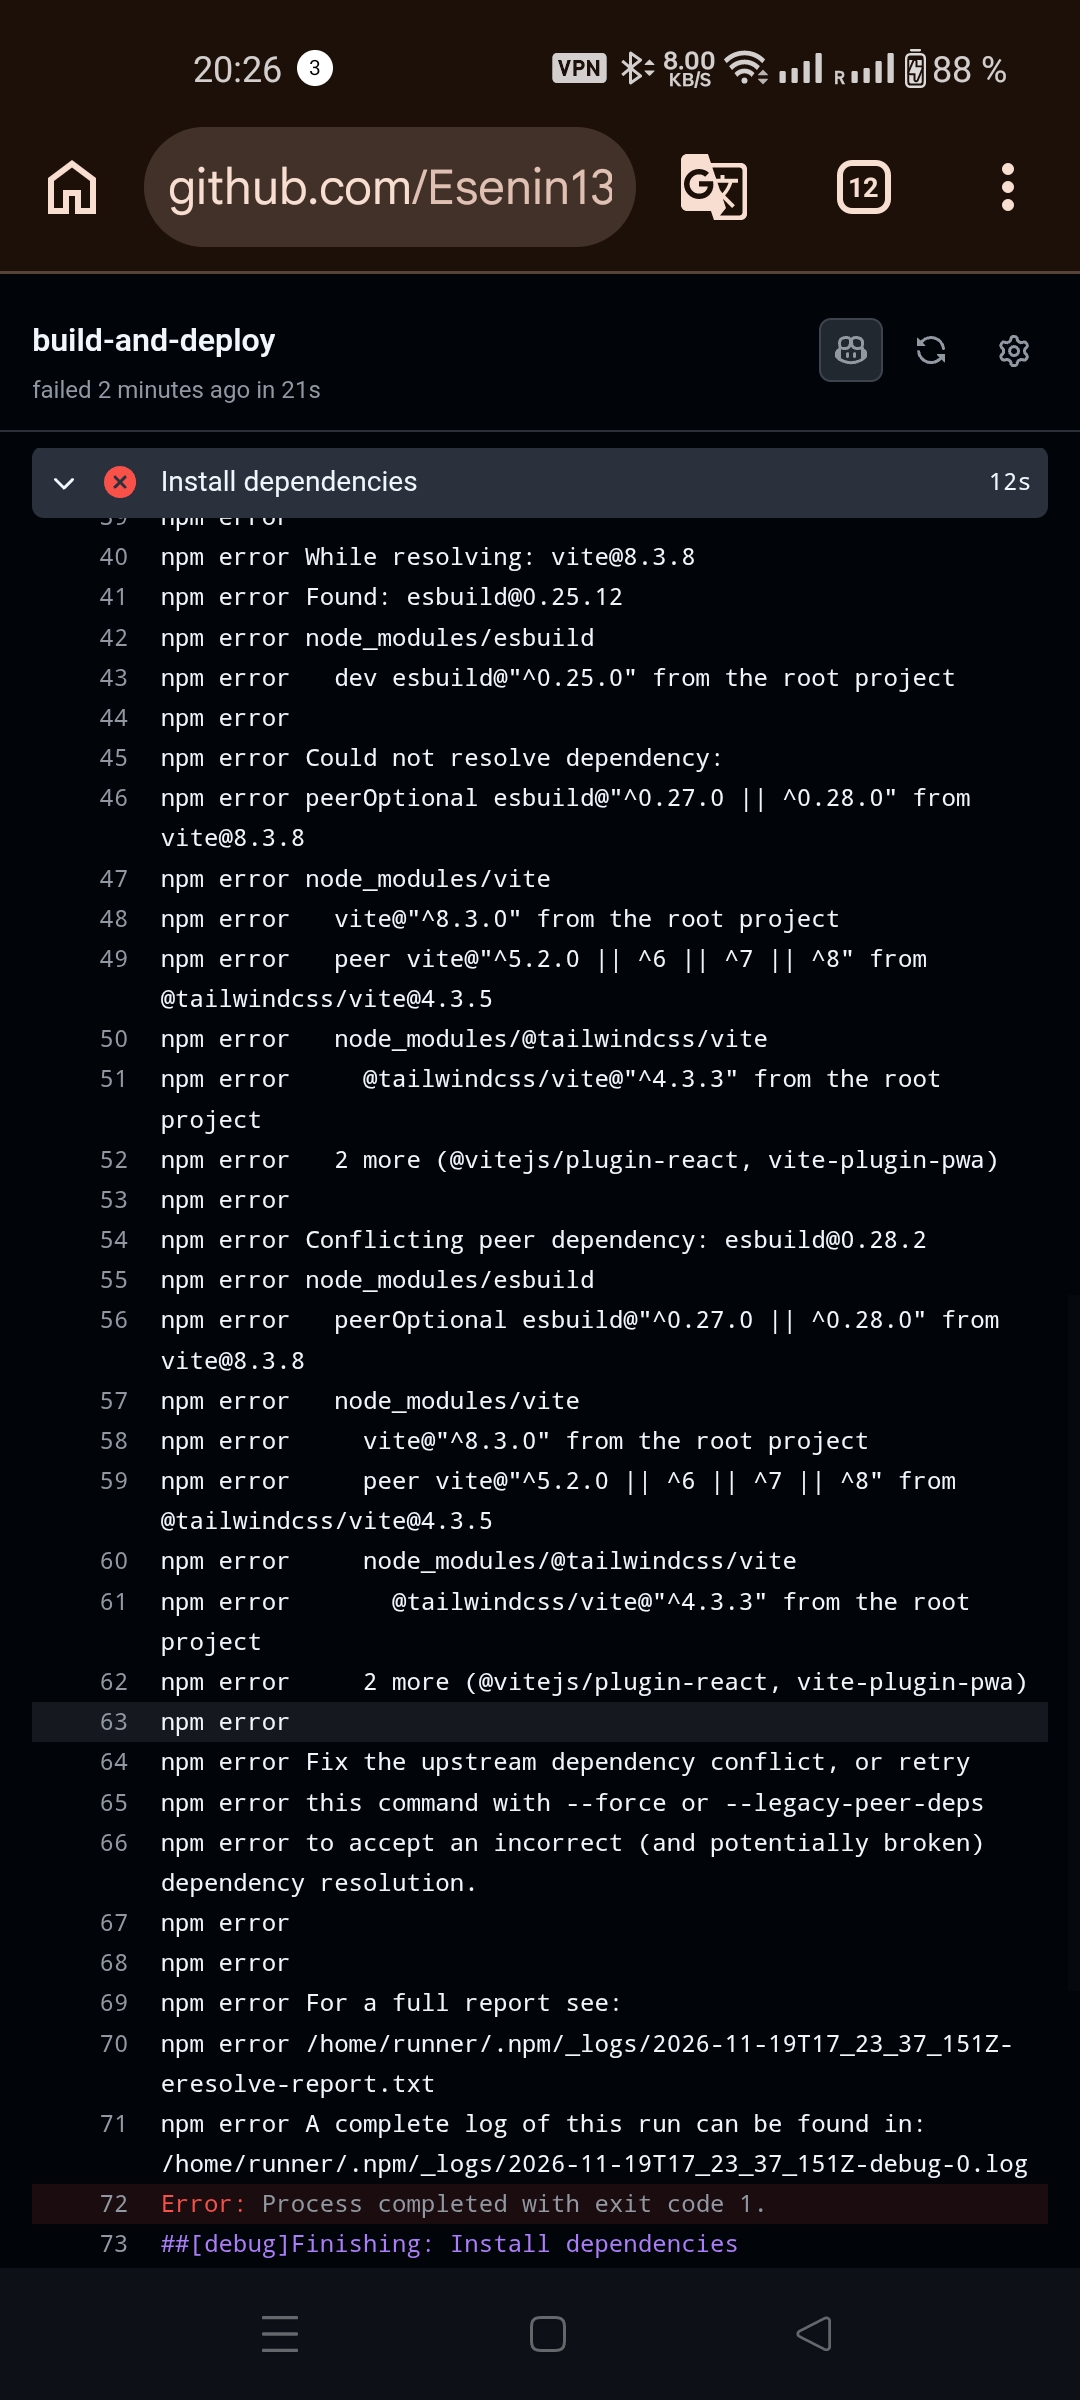 20:26 3 VPN 8.00 KB/S R 88 %
github.com/Esenin13 12
build-and-deploy
failed 2 minutes ago in 21s
Install dependencies 12s
39 npm error
40 npm error While resolving: vite@8.3.8
41 npm error Found: esbuild@0.25.12
42 npm error node_modules/esbuild
43 npm error   dev esbuild@"^0.25.0" from the root project
44 npm error
45 npm error Could not resolve dependency:
46 npm error peerOptional esbuild@"^0.27.0 || ^0.28.0" from
vite@8.3.8
47 npm error node_modules/vite
48 npm error   vite@"^8.3.0" from the root project
49 npm error   peer vite@"^5.2.0 || ^6 || ^7 || ^8" from
@tailwindcss/vite@4.3.5
50 npm error   node_modules/@tailwindcss/vite
51 npm error     @tailwindcss/vite@"^4.3.3" from the root
project
52 npm error   2 more (@vitejs/plugin-react, vite-plugin-pwa)
53 npm error
54 npm error Conflicting peer dependency: esbuild@0.28.2
55 npm error node_modules/esbuild
56 npm error   peerOptional esbuild@"^0.27.0 || ^0.28.0" from
vite@8.3.8
57 npm error   node_modules/vite
58 npm error     vite@"^8.3.0" from the root project
59 npm error     peer vite@"^5.2.0 || ^6 || ^7 || ^8" from
@tailwindcss/vite@4.3.5
60 npm error     node_modules/@tailwindcss/vite
61 npm error       @tailwindcss/vite@"^4.3.3" from the root
project
62 npm error     2 more (@vitejs/plugin-react, vite-plugin-pwa)
63 npm error
64 npm error Fix the upstream dependency conflict, or retry
65 npm error this command with --force or --legacy-peer-deps
66 npm error to accept an incorrect (and potentially broken)
dependency resolution.
67 npm error
68 npm error
69 npm error For a full report see:
70 npm error /home/runner/.npm/_logs/2026-11-19T17_23_37_151Z-
eresolve-report.txt
71 npm error A complete log of this run can be found in:
/home/runner/.npm/_logs/2026-11-19T17_23_37_151Z-debug-0.log
72 Error: Process completed with exit code 1.
73 ##[debug]Finishing: Install dependencies